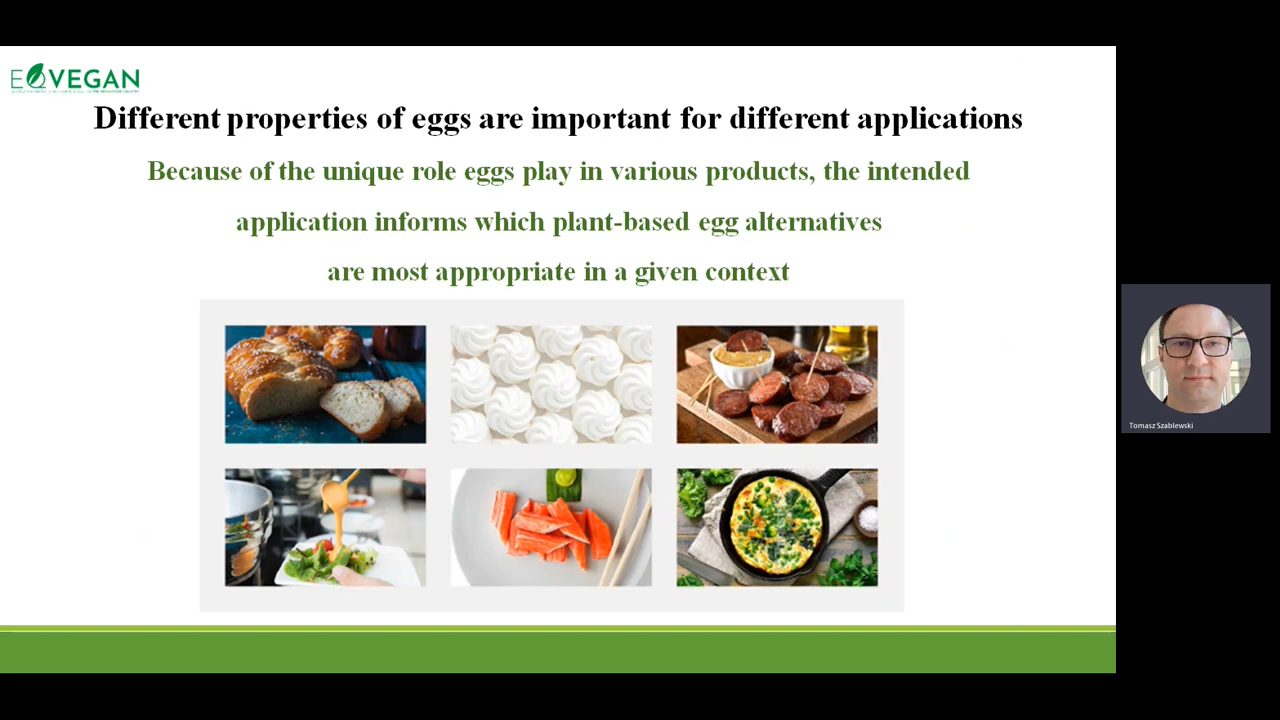 EQVEGAN
Different properties of eggs are important for different applications
Because of the unique role eggs play in various products, the intended
application informs which plant-based egg alternatives
are most appropriate in a given context
Tomasz Szablewski